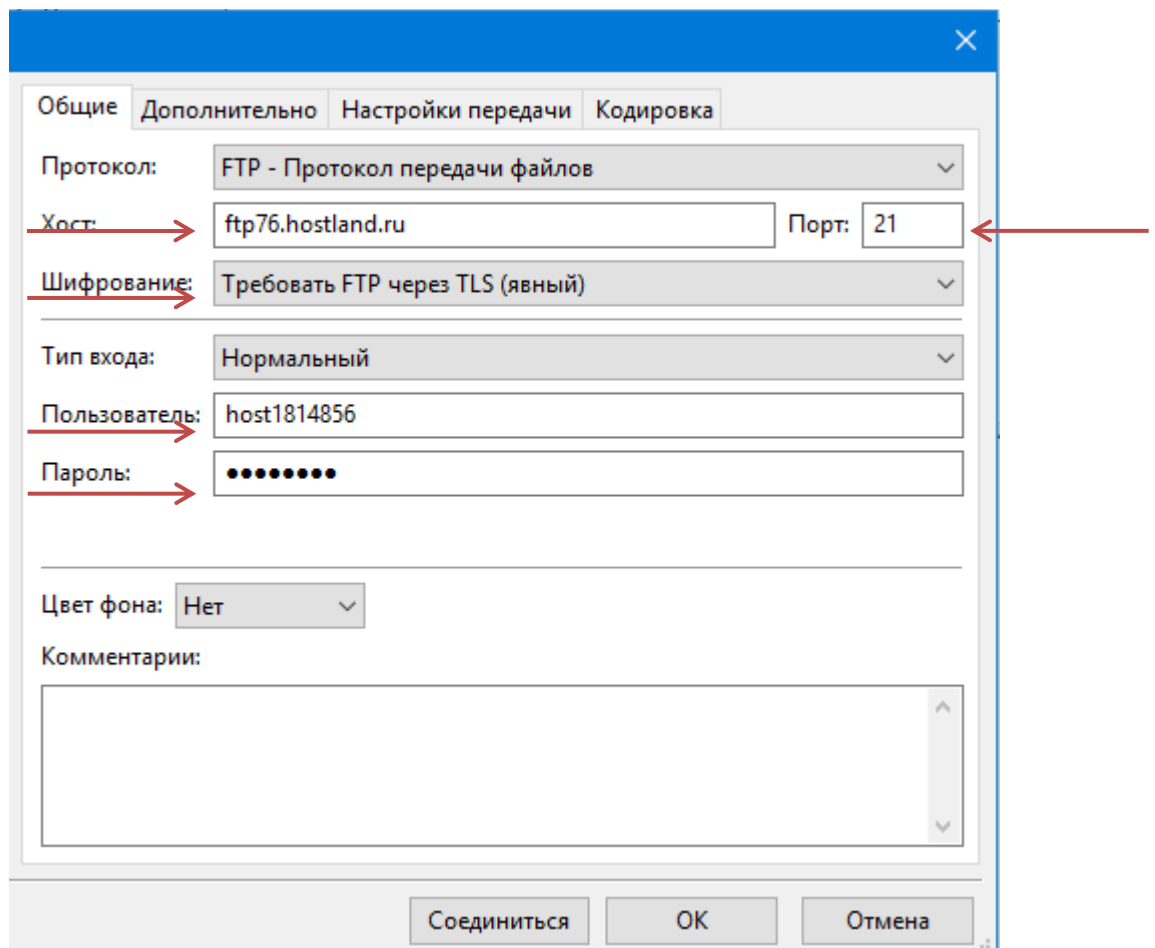 Общие Дополнительно Настройки передачи Кодировка
Протокол: FTP - Протокол передачи файлов
Хост: ftp76.hostland.ru Порт: 21
Шифрование: Требовать FTP через TLS (явный)
Тип входа: Нормальный
Пользователь: host1814856
Пароль: ●●●●●●●●
Цвет фона: Нет
Комментарии:
Соединиться OK Отмена